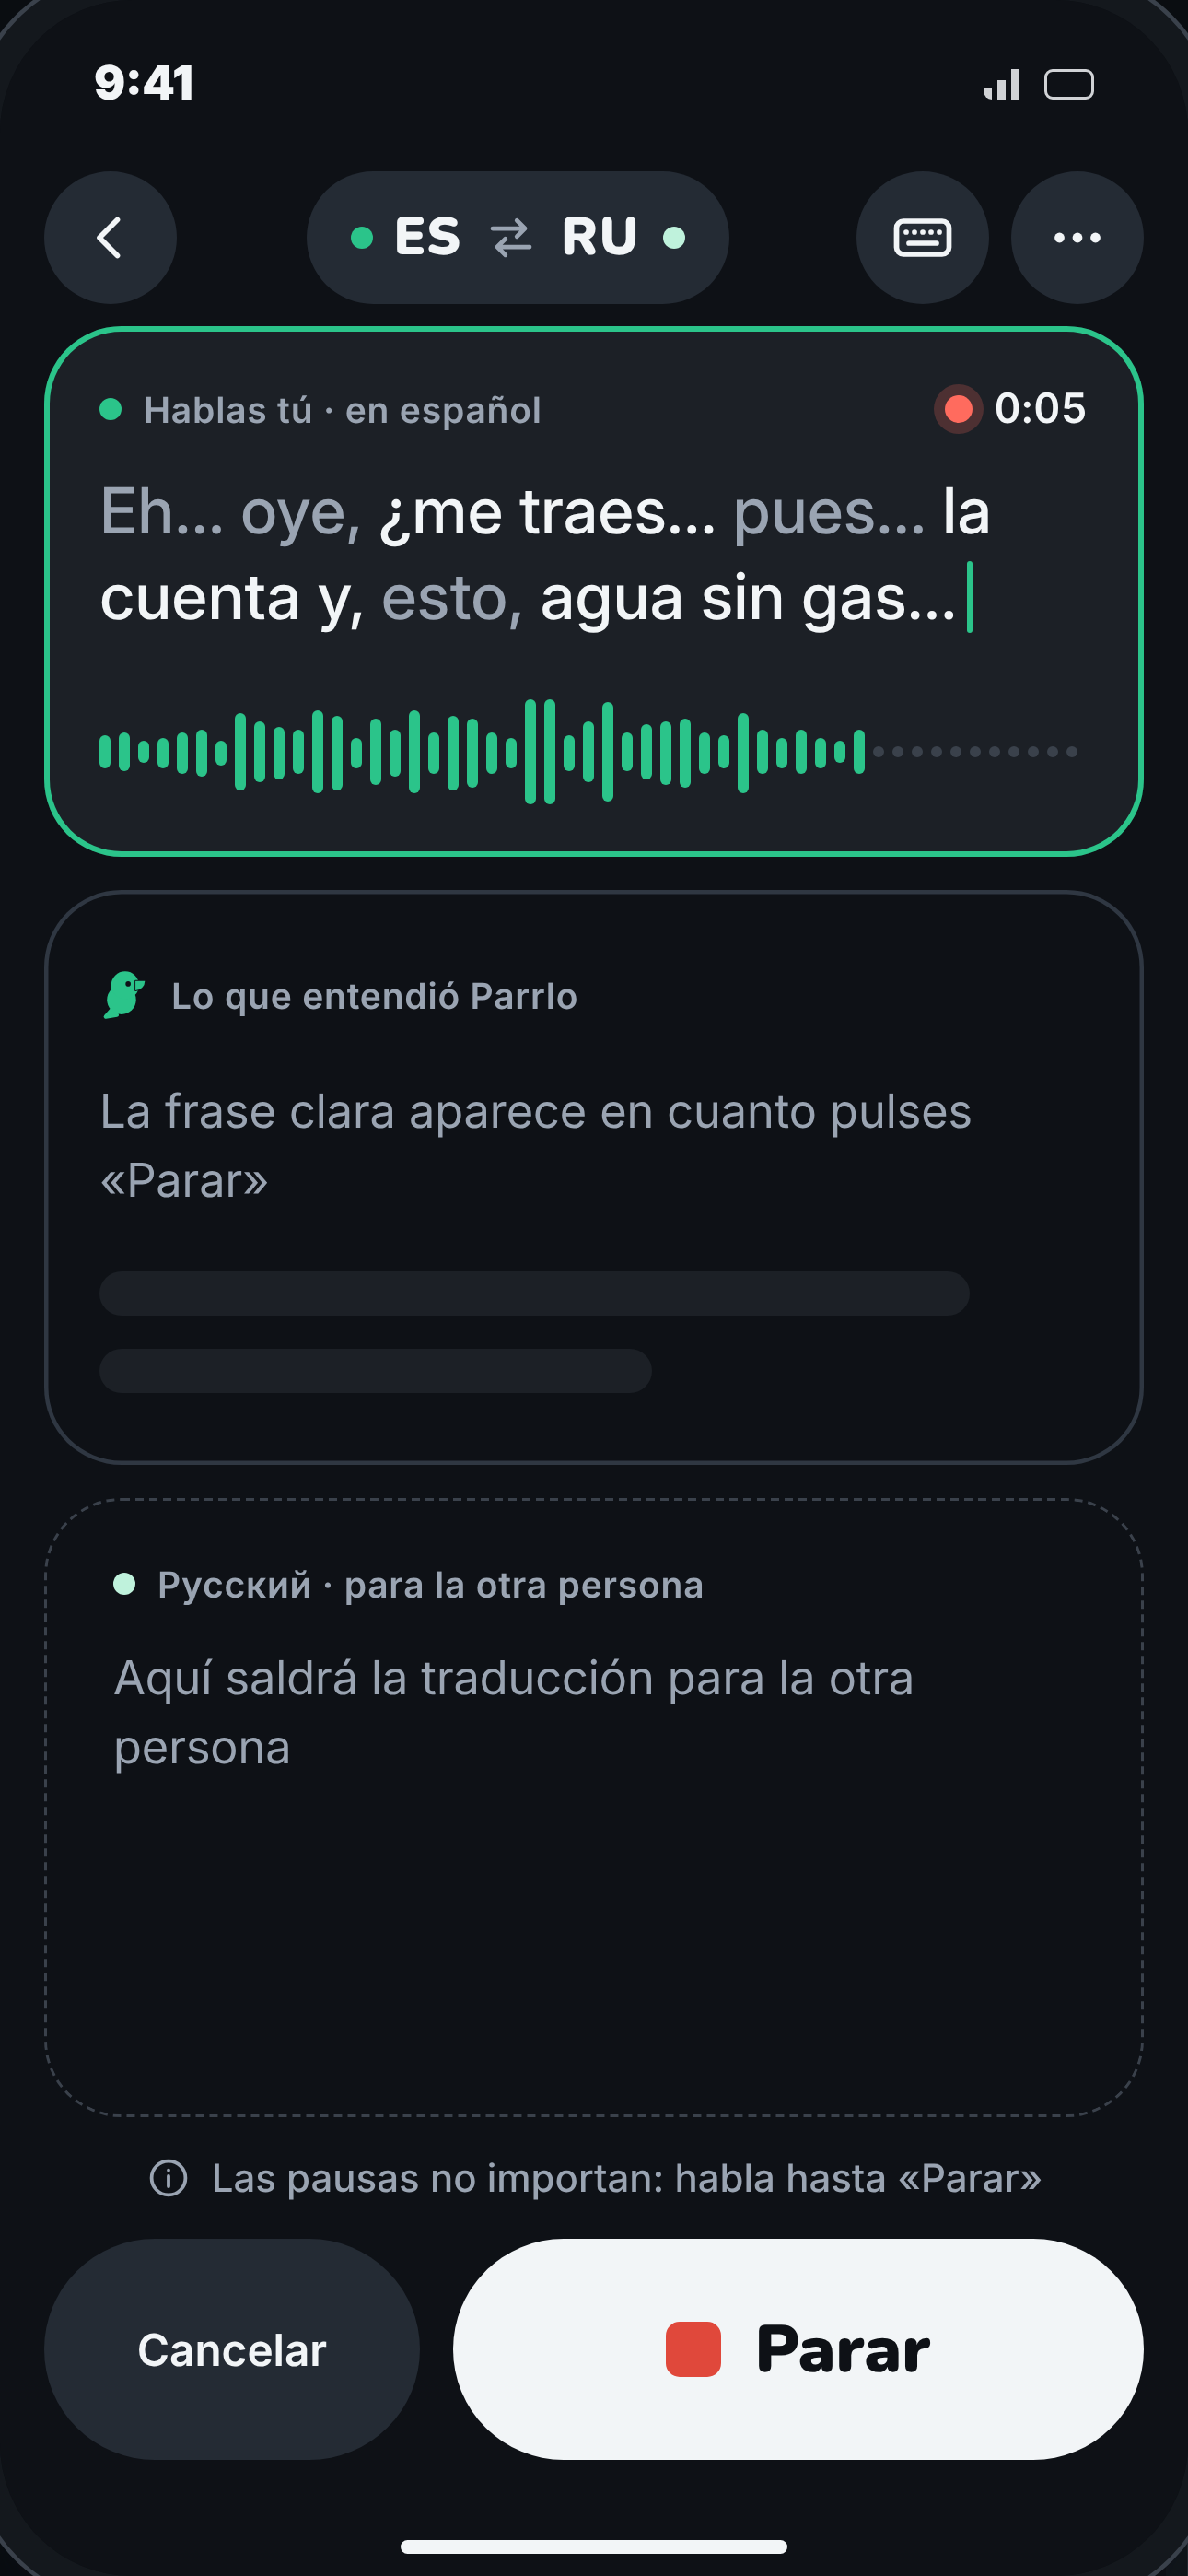 9:41
ES RU
Hablas tú · en español 0:05
Eh... oye, ¿me traes... pues... la
cuenta y, esto, agua sin gas...
Lo que entendió Parrlo
La frase clara aparece en cuanto pulses
«Parar»
Русский · para la otra persona
Aquí saldrá la traducción para la otra
persona
Las pausas no importan: habla hasta «Parar»
Cancelar Parar